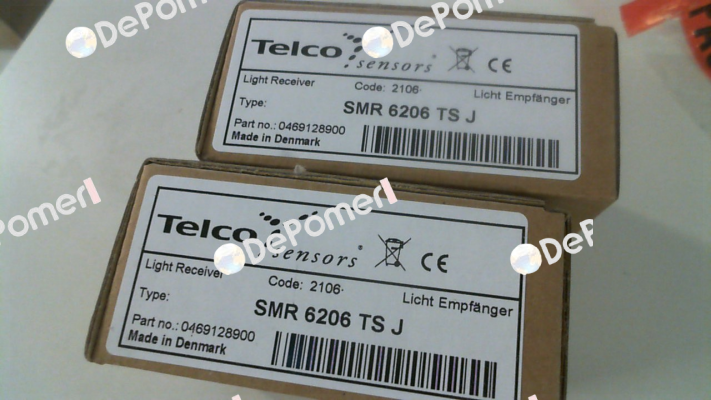 DePomerl
Telco
sensors®
CE
Light Receiver
Code: 2106
Licht Empfänger
Type:
SMR 6206 TS J
Part no.: 0469128900
Made in Denmark
DePomerl
Telco
sensors®
CE
Light Receiver
Code: 2106
Licht Empfänger
Type:
SMR 6206 TS J
Part no.: 0469128900
Made in Denmark